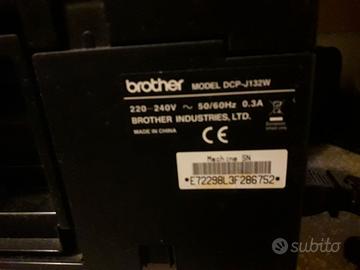 brother MODEL DCP-J132W
220-240V ~ 50/60Hz 0.3A
BROTHER INDUSTRIES, LTD.
MADE IN CHINA
CE
Machine SN
*E72298L3F286752*
subito